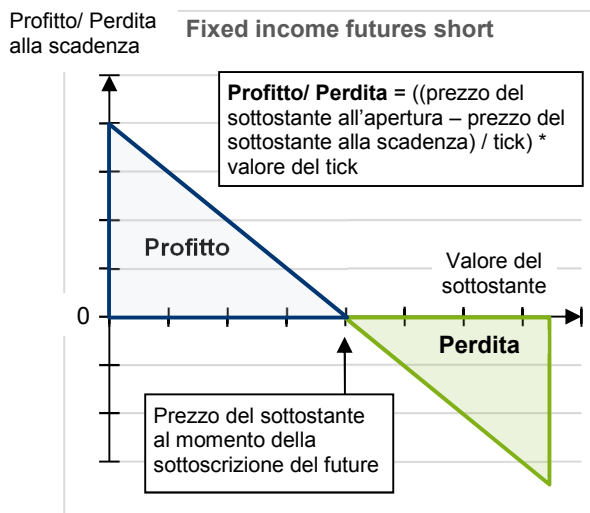 Profitto/ Perdita
alla scadenza
Fixed income futures short
Profitto/ Perdita = ((prezzo del
sottostante all’apertura – prezzo del
sottostante alla scadenza) / tick) *
valore del tick
Profitto
Valore del
sottostante
0
Perdita
Prezzo del sottostante
al momento della
sottoscrizione del future